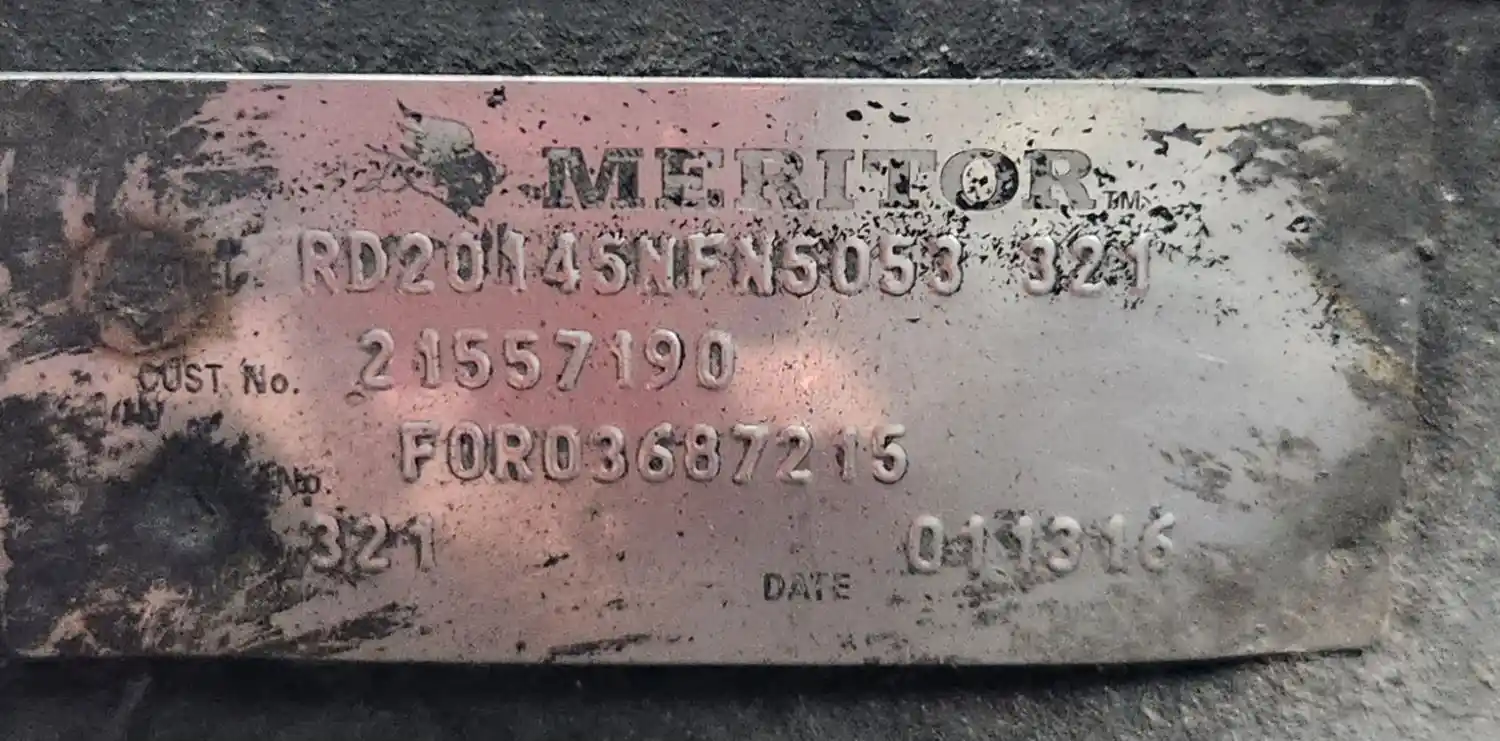 MERITOR™
RD20145NFN5053 321
CUST. No. 21557190
F0R03687215
No.
321
DATE 011316